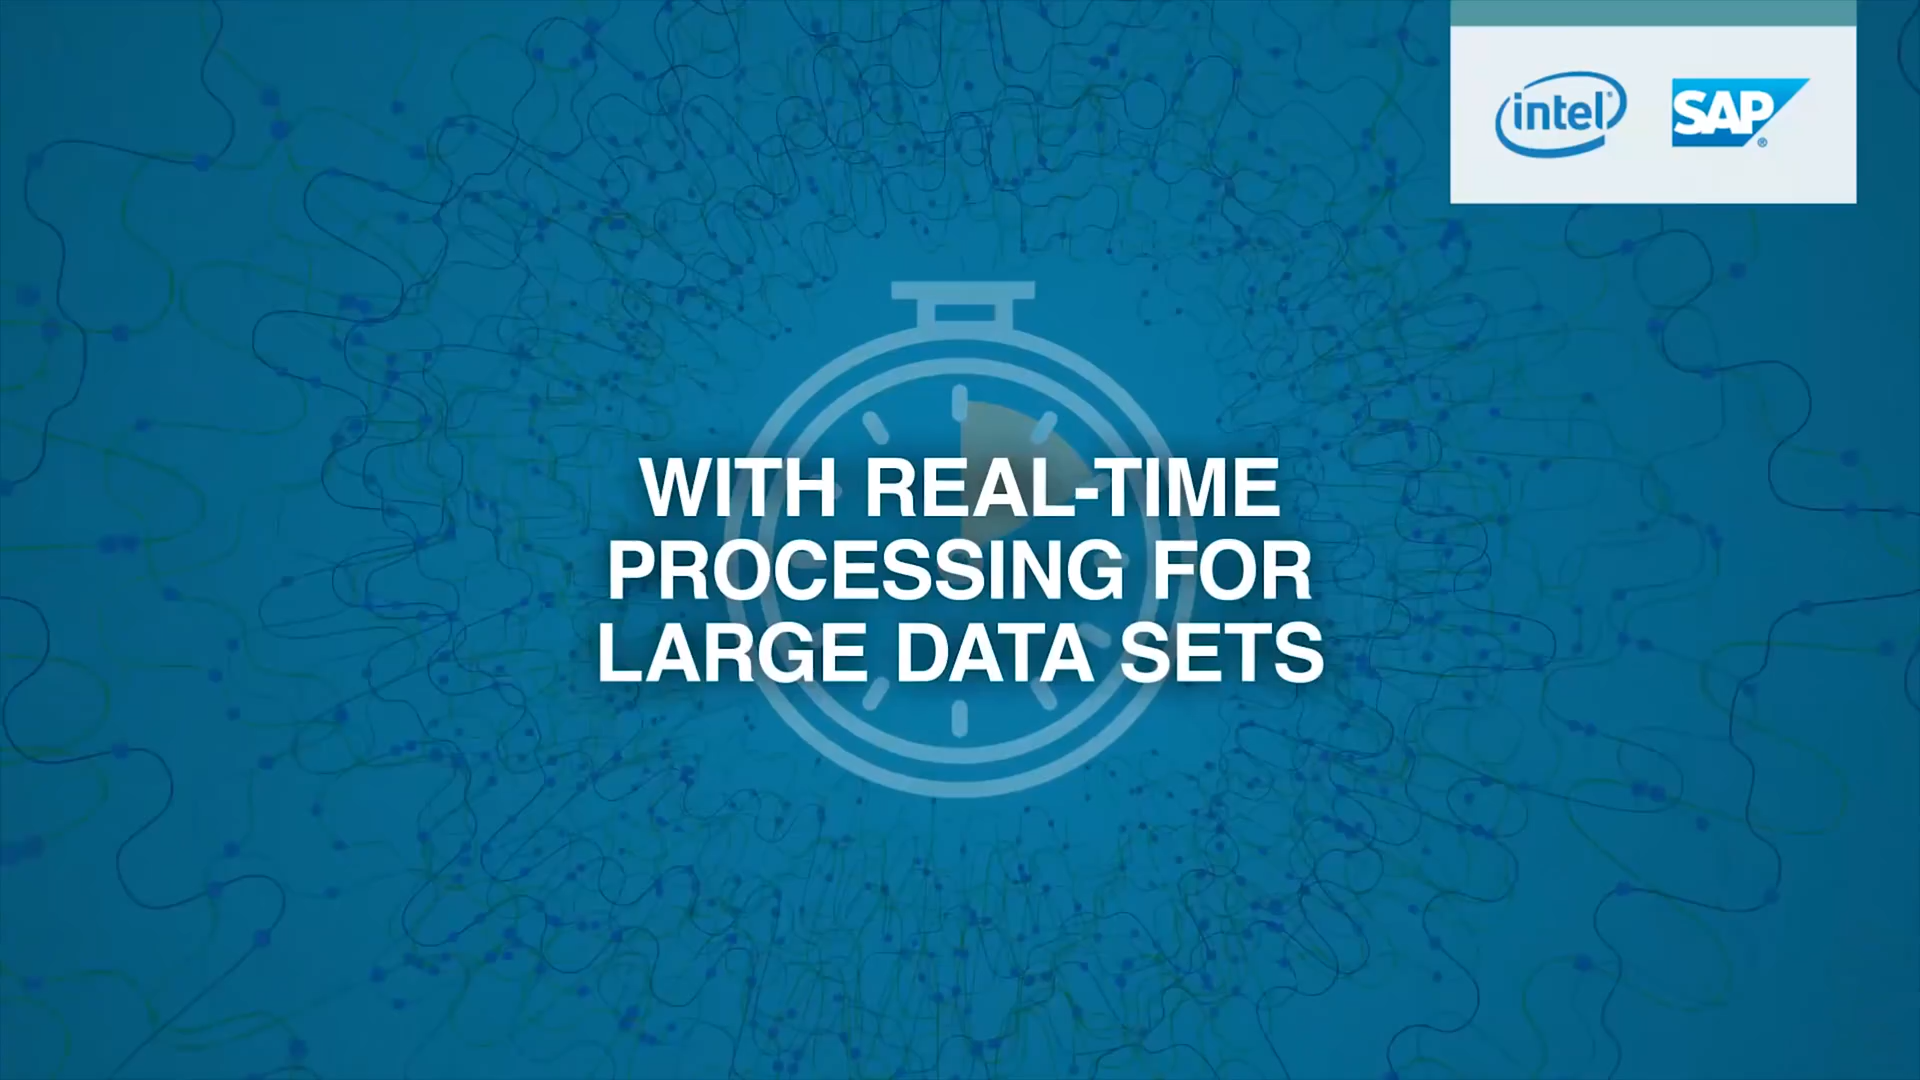 intel SAP
WITH REAL-TIME
PROCESSING FOR
LARGE DATA SETS